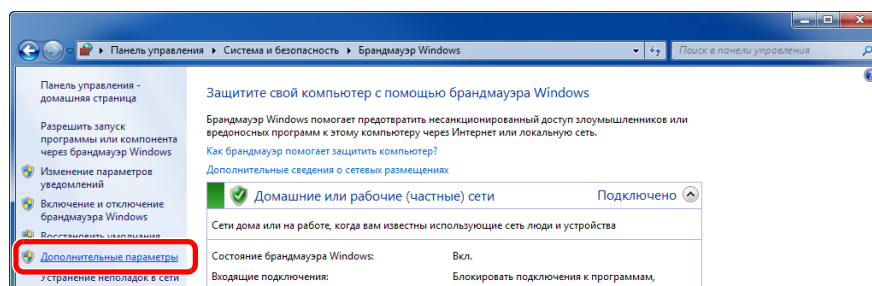 Панель управления ▸ Система и безопасность ▸ Брандмауэр Windows
Поиск в панели управления
Панель управления -
домашняя страница
Разрешить запуск
программы или компонента
через брандмауэр Windows
Изменение параметров
уведомлений
Включение и отключение
брандмауэра Windows
Восстановить умолчания
Дополнительные параметры
Устранение неполадок в сети
Защитите свой компьютер с помощью брандмауэра Windows
Брандмауэр Windows помогает предотвратить несанкционированный доступ злоумышленников или
вредоносных программ к этому компьютеру через Интернет или локальную сеть.
Как брандмауэр помогает защитить компьютер?
Дополнительные сведения о сетевых размещениях
Домашние или рабочие (частные) сети Подключено
Сети дома или на работе, когда вам известны использующие сеть люди и устройства
Состояние брандмауэра Windows: Вкл.
Входящие подключения: Блокировать подключения к программам,